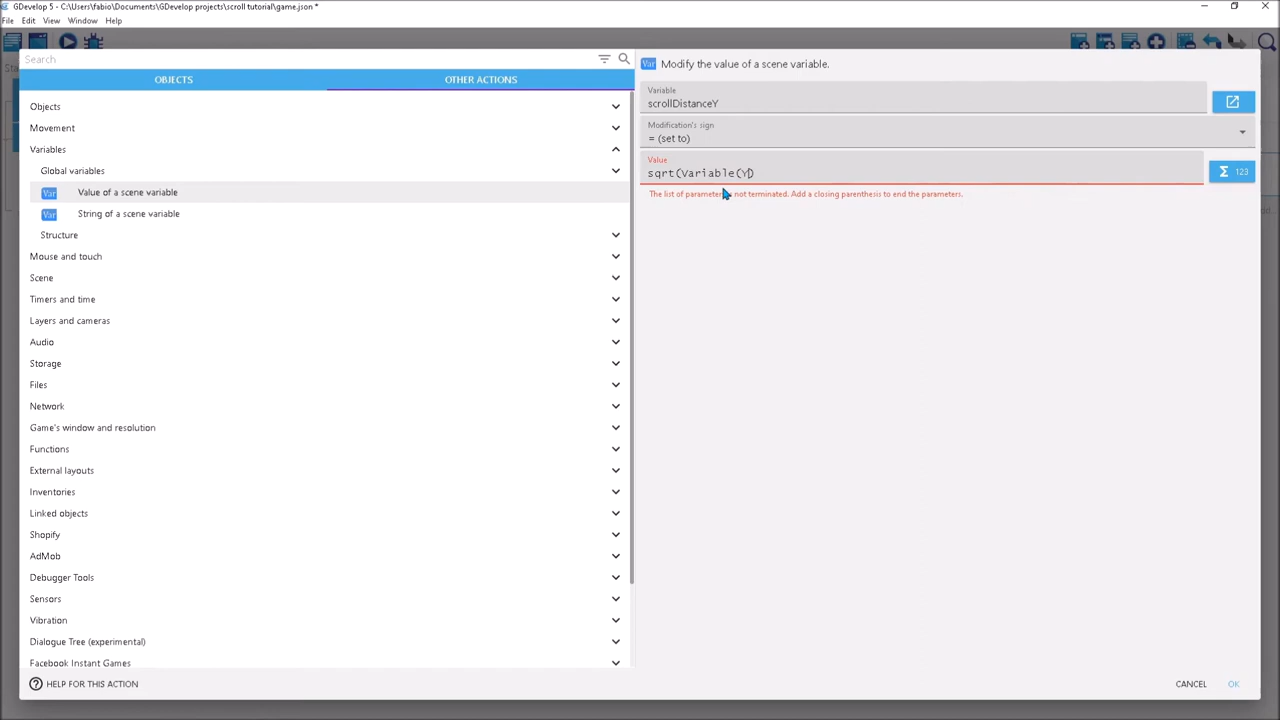 GDevelop 5 - C:\Users\fabio\Documents\GDevelop projects\scroll tutorial\game.json *
File Edit View Window Help
Search
OBJECTS
OTHER ACTIONS
Objects
Movement
Variables
Global variables
Var Value of a scene variable
Var String of a scene variable
Structure
Mouse and touch
Scene
Timers and time
Layers and cameras
Audio
Storage
Files
Network
Game's window and resolution
Functions
External layouts
Inventories
Linked objects
Shopify
AdMob
Debugger Tools
Sensors
Vibration
Dialogue Tree (experimental)
Facebook Instant Games
? HELP FOR THIS ACTION
Var Modify the value of a scene variable.
Variable
scrollDistanceY
Modification's sign
= (set to)
Value
sqrt(Variable(Y)
Σ 123
The list of parameters not terminated. Add a closing parenthesis to end the parameters.
CANCEL
OK